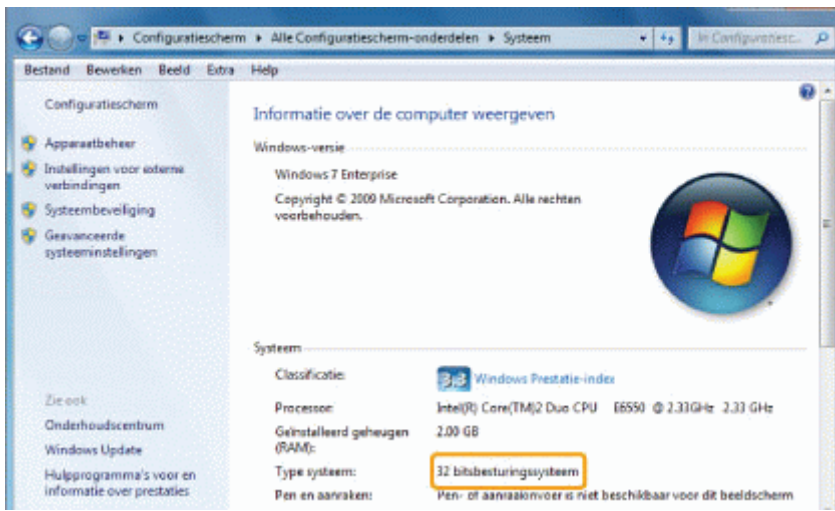 Configuratiescherm ▸ Alle Configuratiescherm-onderdelen ▸ Systeem
In Configuratiesc...
Bestand Bewerken Beeld Extra Help
Configuratiescherm
Apparaatbeheer
Instellingen voor externe
verbindingen
Systeembeveiliging
Geavanceerde
systeeminstellingen
Zie ook
Onderhoudscentrum
Windows Update
Hulpprogramma's voor en
informatie over prestaties
Informatie over de computer weergeven
Windows-versie
Windows 7 Enterprise
Copyright © 2009 Microsoft Corporation. Alle rechten
voorbehouden.
Systeem
Classificatie: 3,3 Windows Prestatie-index
Processor: Intel(R) Core(TM)2 Duo CPU E6550 @ 2.33GHz 2.33 GHz
Geïnstalleerd geheugen 2.00 GB
(RAM):
Type systeem: 32 bitsbesturingssysteem
Pen en aanraken: Pen- of aanraakinvoer is niet beschikbaar voor dit beeldscherm